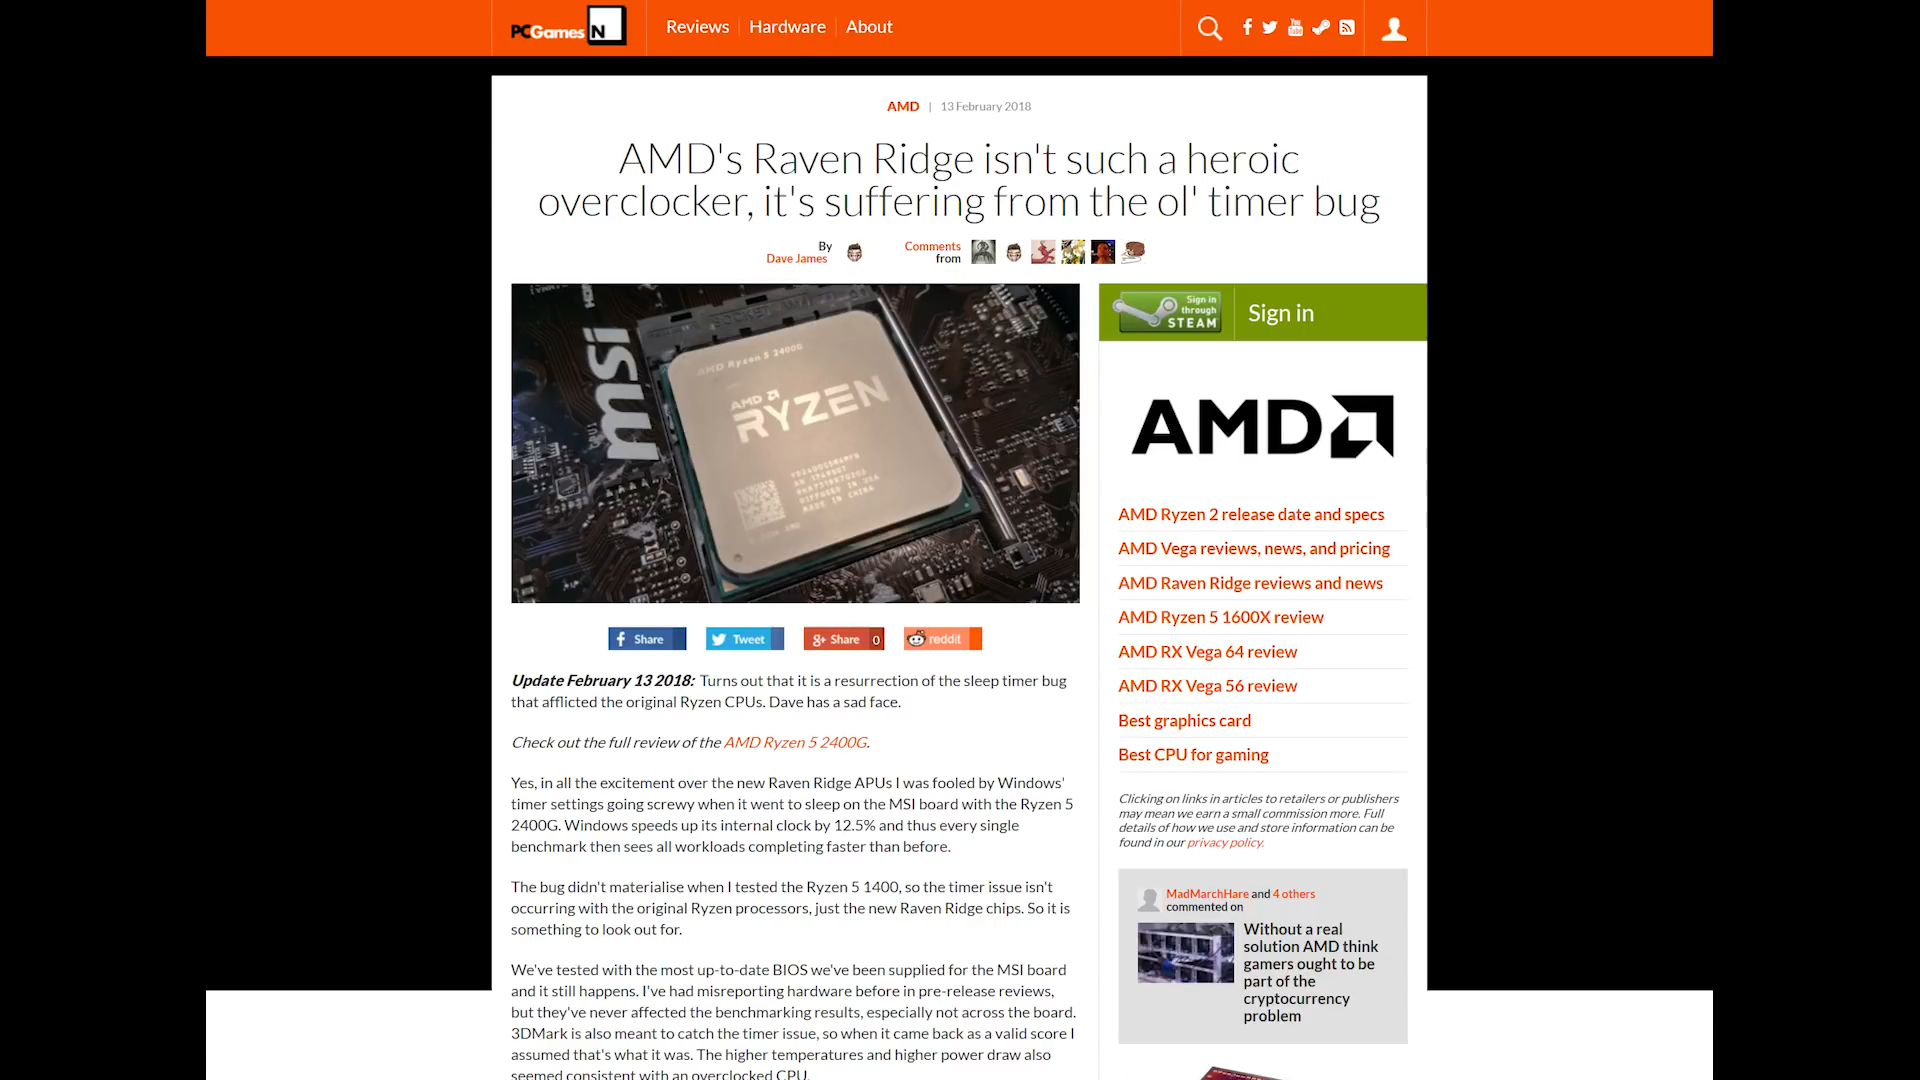 PCGamesN
Reviews
Hardware
About
AMD | 13 February 2018
AMD's Raven Ridge isn't such a heroic
overclocker, it's suffering from the ol' timer bug
By
Dave James
Comments
from
msi
AMD Ryzen 5 2400G
AMD
RYZEN
DIFFUSED IN USA
MADE IN CHINA
Share
Tweet
g+ Share 0
reddit
Update February 13 2018: Turns out that it is a resurrection of the sleep timer bug
that afflicted the original Ryzen CPUs. Dave has a sad face.
Check out the full review of the AMD Ryzen 5 2400G.
Yes, in all the excitement over the new Raven Ridge APUs I was fooled by Windows'
timer settings going screwy when it went to sleep on the MSI board with the Ryzen 5
2400G. Windows speeds up its internal clock by 12.5% and thus every single
benchmark then sees all workloads completing faster than before.
The bug didn't materialise when I tested the Ryzen 5 1400, so the timer issue isn't
occurring with the original Ryzen processors, just the new Raven Ridge chips. So it is
something to look out for.
We've tested with the most up-to-date BIOS we've been supplied for the MSI board
and it still happens. I've had misreporting hardware before in pre-release reviews,
but they've never affected the benchmarking results, especially not across the board.
3DMark is also meant to catch the timer issue, so when it came back as a valid score I
assumed that's what it was. The higher temperatures and higher power draw also
seemed consistent with an overclocked CPU.
Sign in
through
STEAM
Sign in
AMD
AMD Ryzen 2 release date and specs
AMD Vega reviews, news, and pricing
AMD Raven Ridge reviews and news
AMD Ryzen 5 1600X review
AMD RX Vega 64 review
AMD RX Vega 56 review
Best graphics card
Best CPU for gaming
Clicking on links in articles to retailers or publishers
may mean we earn a small commission more. Full
details of how we use and store information can be
found in our privacy policy.
MadMarchHare and 4 others
commented on
Without a real
solution AMD think
gamers ought to be
part of the
cryptocurrency
problem